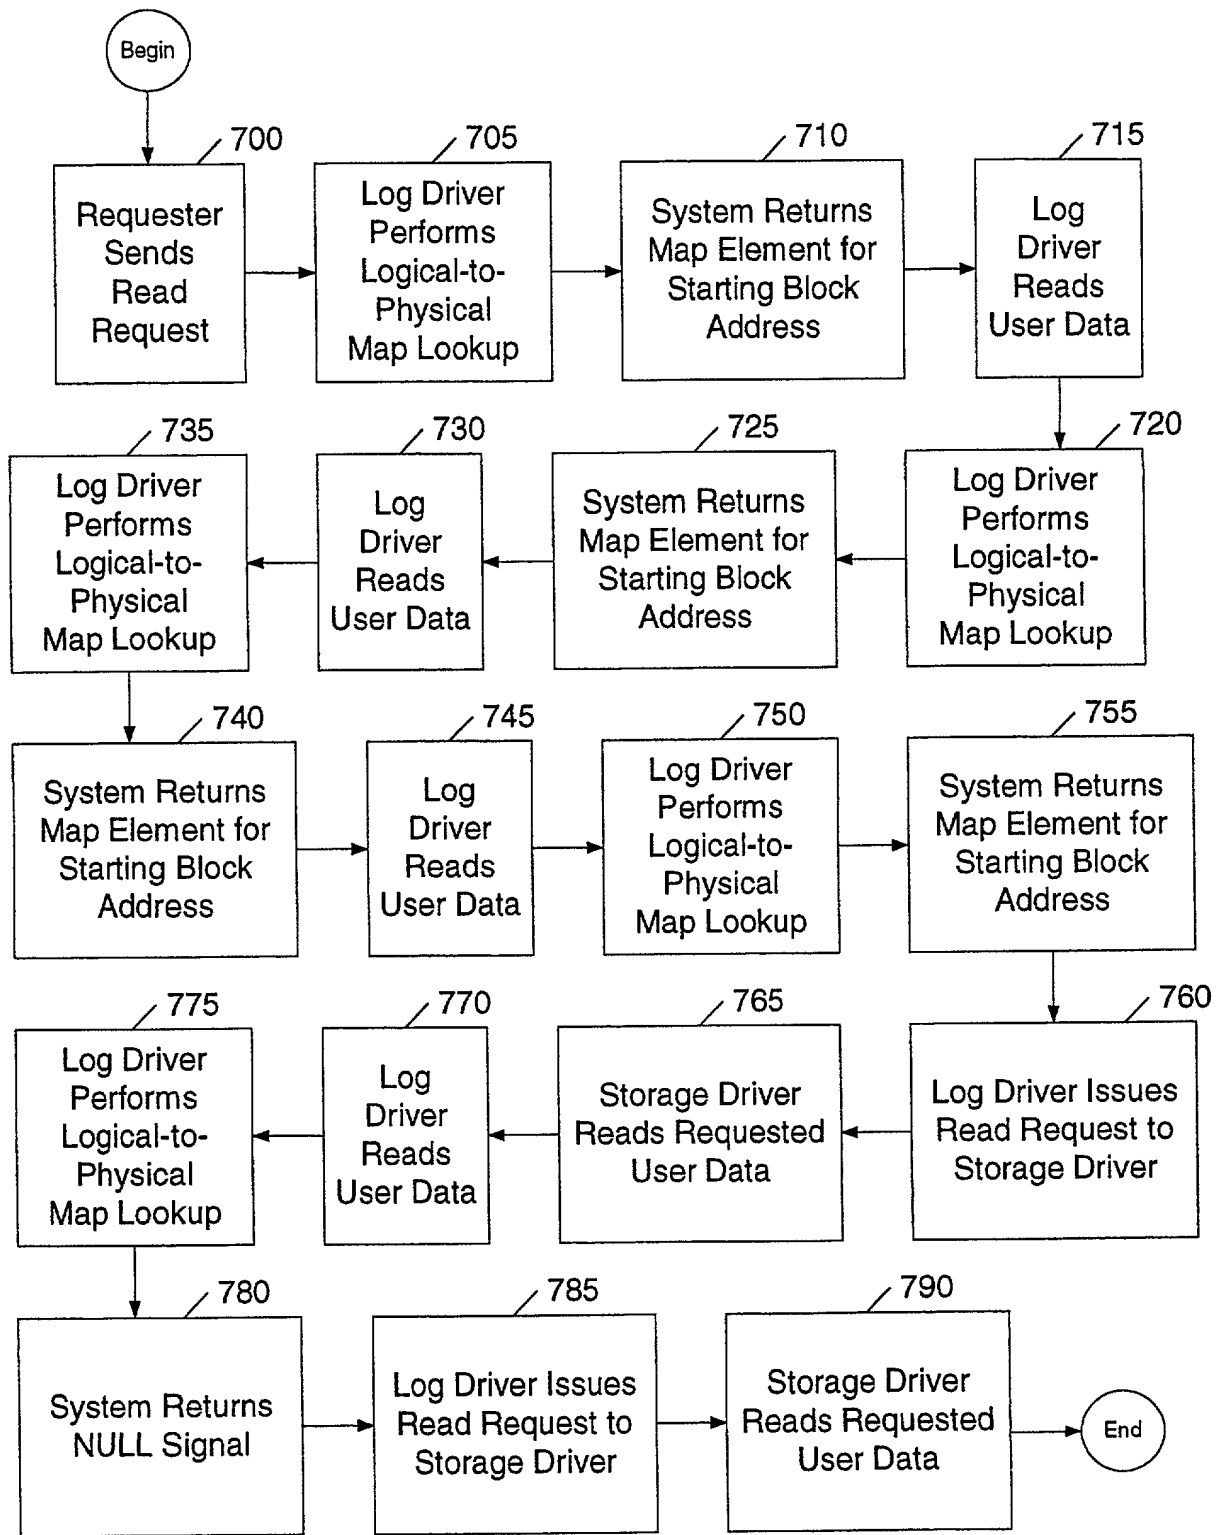 Begin
700
Requester
Sends
Read
Request
705
Log Driver
Performs
Logical-to-
Physical
Map Lookup
710
System Returns
Map Element for
Starting Block
Address
715
Log
Driver
Reads
User Data
720
Log Driver
Performs
Logical-to-
Physical
Map Lookup
725
System Returns
Map Element for
Starting Block
Address
730
Log
Driver
Reads
User Data
735
Log Driver
Performs
Logical-to-
Physical
Map Lookup
740
System Returns
Map Element for
Starting Block
Address
745
Log
Driver
Reads
User Data
750
Log Driver
Performs
Logical-to-
Physical
Map Lookup
755
System Returns
Map Element for
Starting Block
Address
760
Log Driver Issues
Read Request to
Storage Driver
765
Storage Driver
Reads Requested
User Data
770
Log
Driver
Reads
User Data
775
Log Driver
Performs
Logical-to-
Physical
Map Lookup
780
System Returns
NULL Signal
785
Log Driver Issues
Read Request to
Storage Driver
790
Storage Driver
Reads Requested
User Data
End